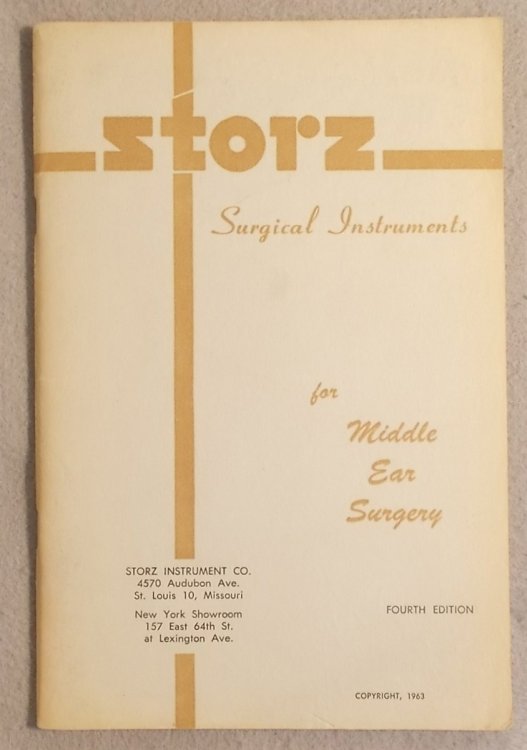 storz
Surgical Instruments
for
Middle
Ear
Surgery
STORZ INSTRUMENT CO.
4570 Audubon Ave.
St. Louis 10, Missouri
New York Showroom
157 East 64th St.
at Lexington Ave.
FOURTH EDITION
COPYRIGHT, 1963